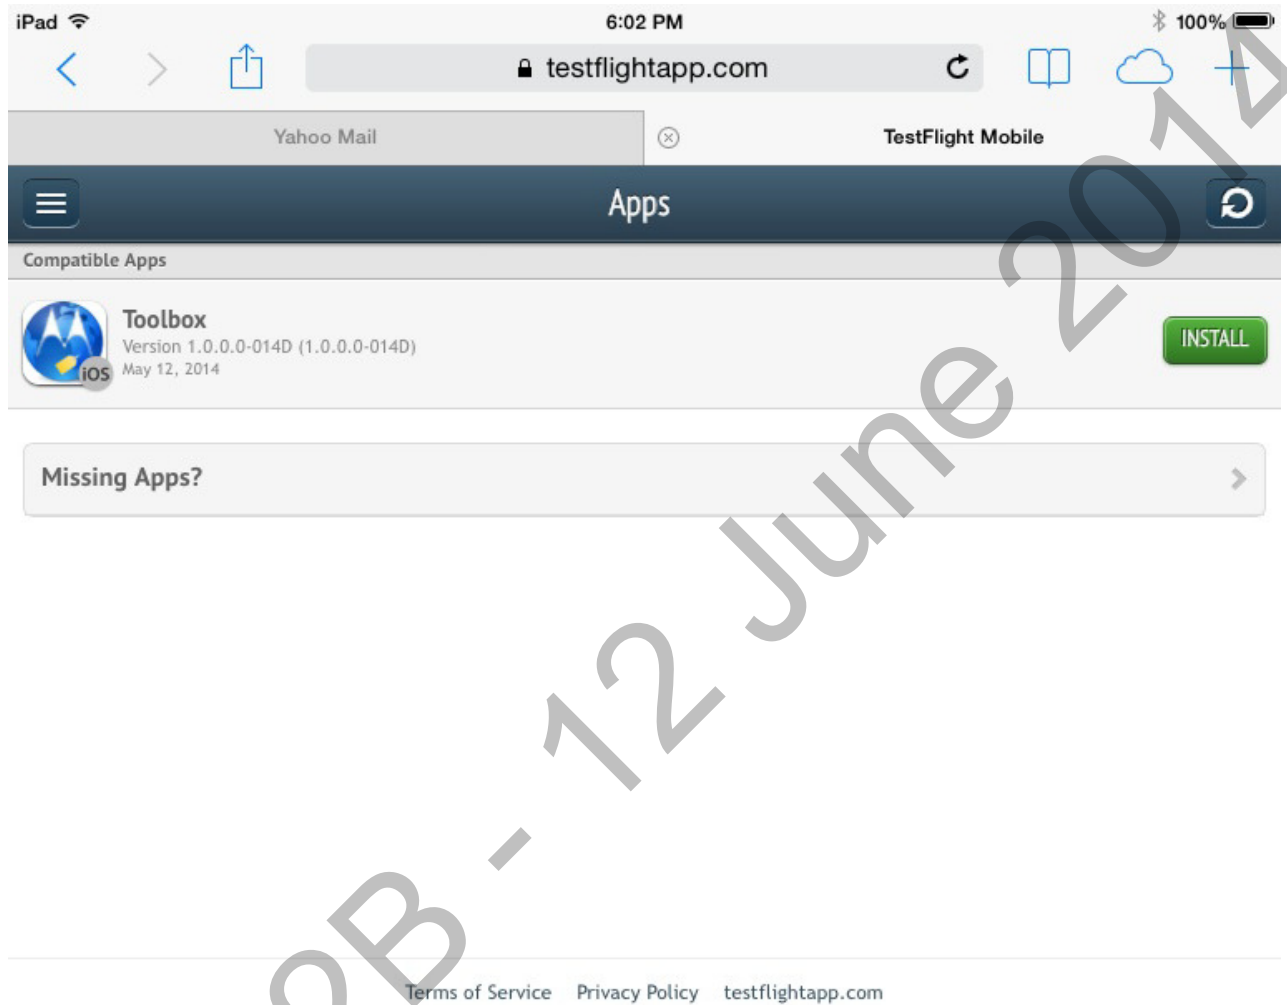 iPad 6:02 PM 100%
testflightapp.com
Yahoo Mail TestFlight Mobile
Apps
Compatible Apps
Toolbox
Version 1.0.0.0-014D (1.0.0.0-014D)
May 12, 2014
iOS
INSTALL
Missing Apps?
Terms of Service Privacy Policy testflightapp.com
2B - 12 June 2014